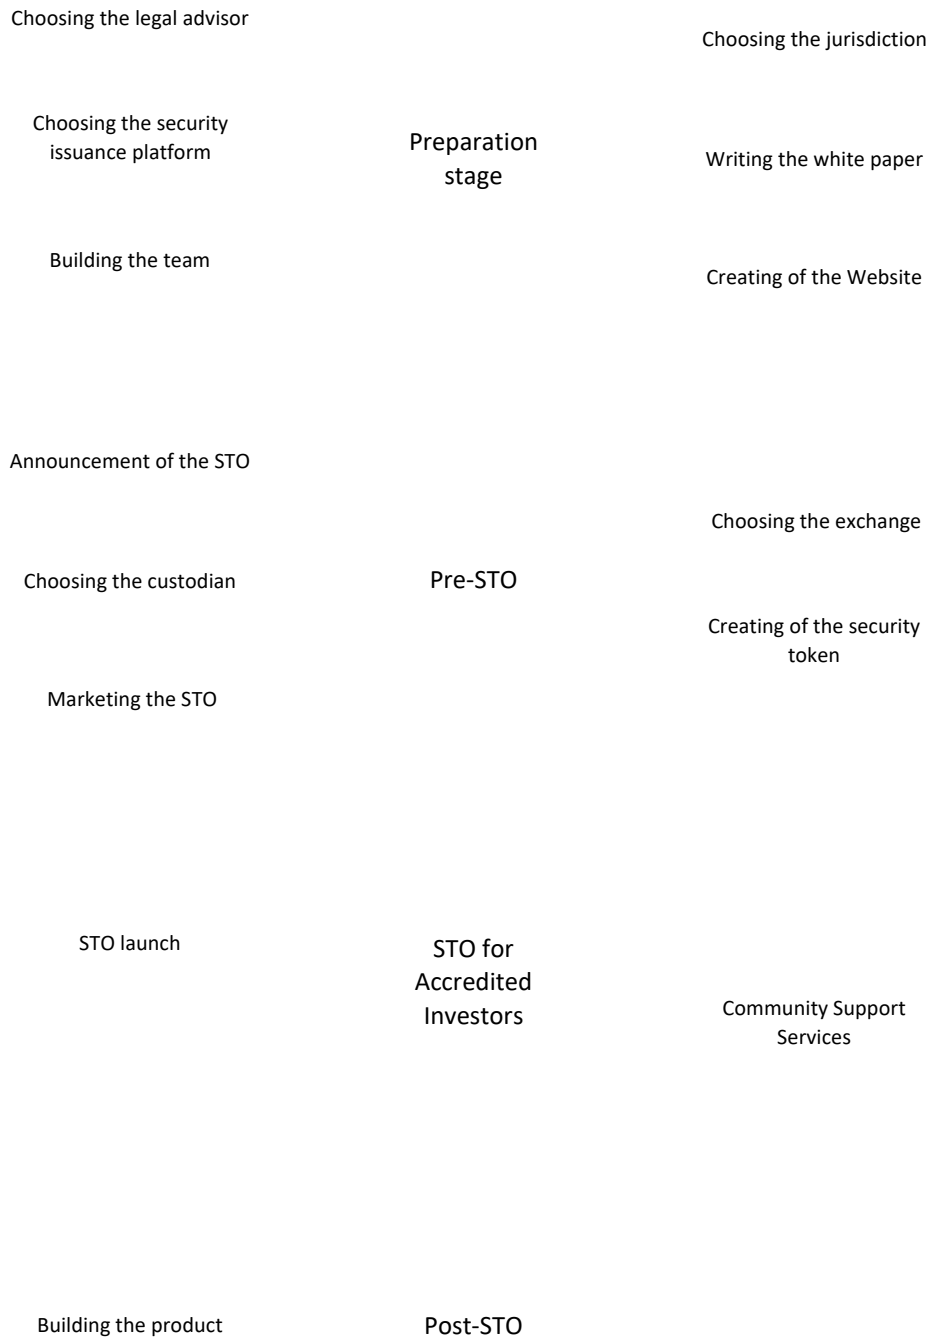 Choosing the legal advisor
Choosing the jurisdiction
Choosing the security
issuance platform
Preparation
stage
Writing the white paper
Building the team
Creating of the Website
Announcement of the STO
Choosing the exchange
Choosing the custodian
Pre-STO
Creating of the security
token
Marketing the STO
STO launch
STO for
Accredited
Investors
Community Support
Services
Building the product
Post-STO